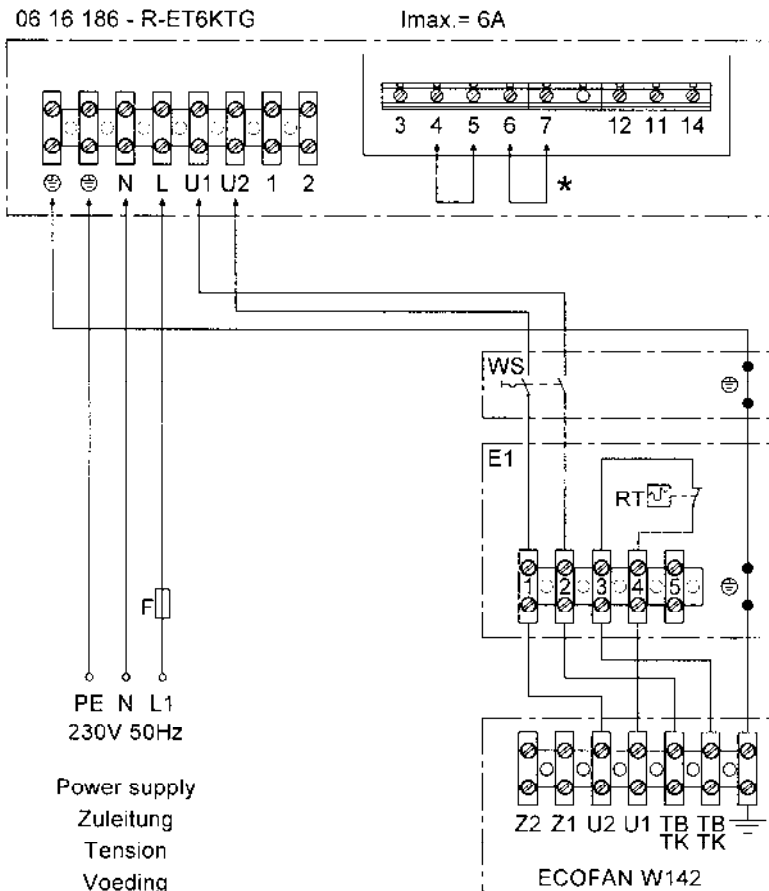 06 16 186 - R-ET6KTG
Imax.= 6A
3 4 5 6 7 12 11 14
N L U1 U2 1 2
*
WS
E1
RT
1 2 3 4 5
F
PE N L1
230V 50Hz
Power supply
Zuleitung
Tension
Voeding
Z2 Z1 U2 U1 TB TB
TK TK
ECOFAN W142